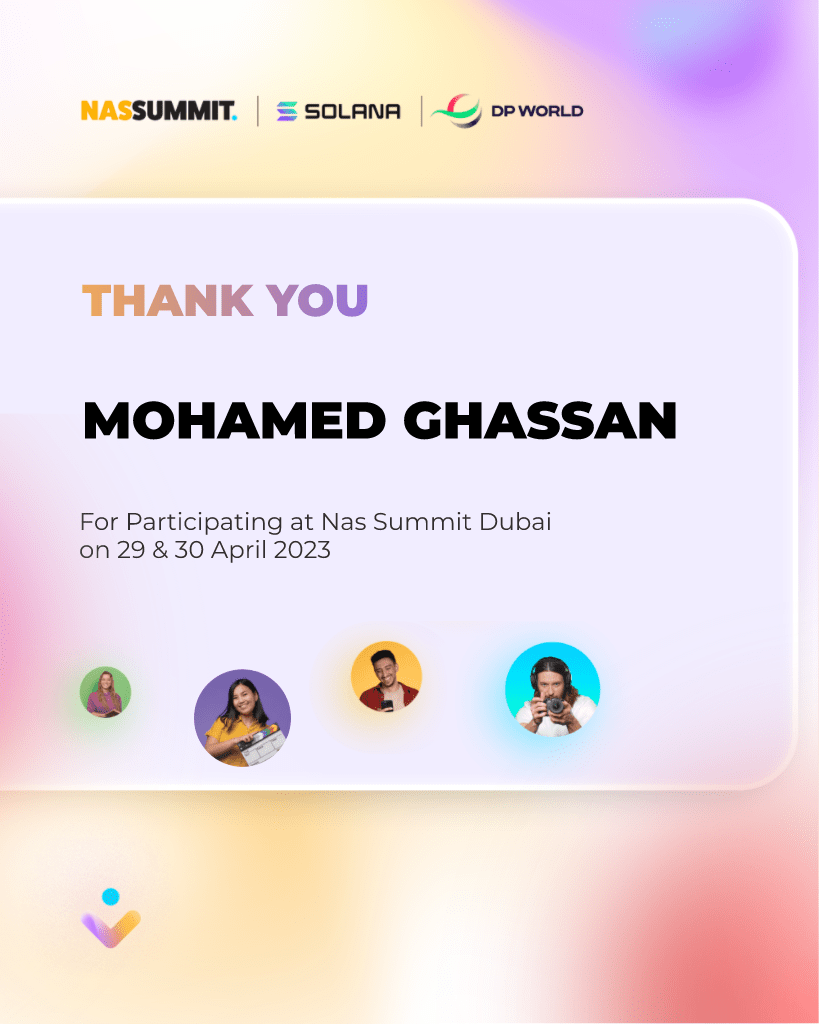 NASSUMMIT. | SOLANA | DP WORLD
THANK YOU
MOHAMED GHASSAN
For Participating at Nas Summit Dubai
on 29 & 30 April 2023